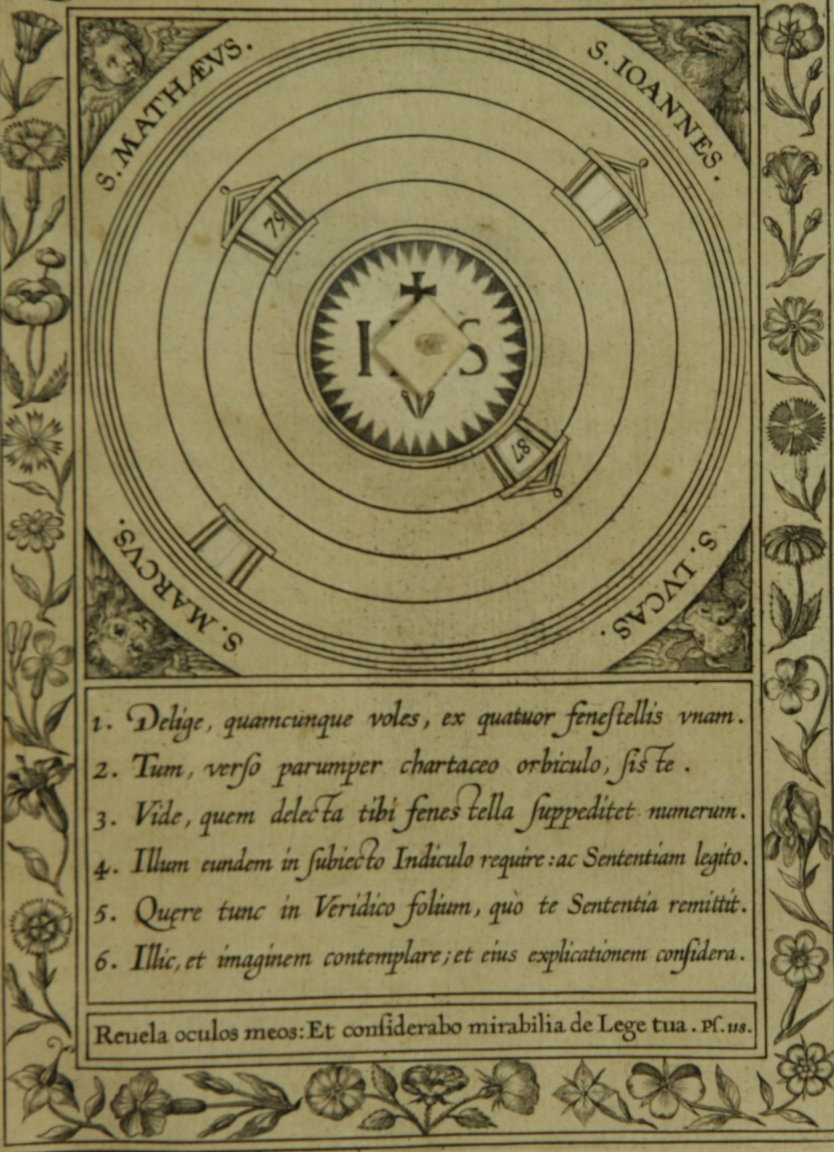 S. MATHÆVS.
S. IOANNES.
IHS
87
S. MARCVS.
S. LVCAS.
1. Delige, quamcunque voles, ex quatuor feneſtellis vnam.
2. Tum, verſo parumper chartaceo orbiculo, ſiste.
3. Vide, quem delecta tibi fenestella ſuppeditet numerum.
4. Illum eundem in ſubiecto Indiculo require: ac Sententiam legito.
5. Quęre tunc in Veridico folium, quò te Sententia remittit.
6. Illic, et imaginem contemplare; et eius explicationem conſidera.
Reuela oculos meos: Et conſiderabo mirabilia de Lege tua. Pſ. 118.